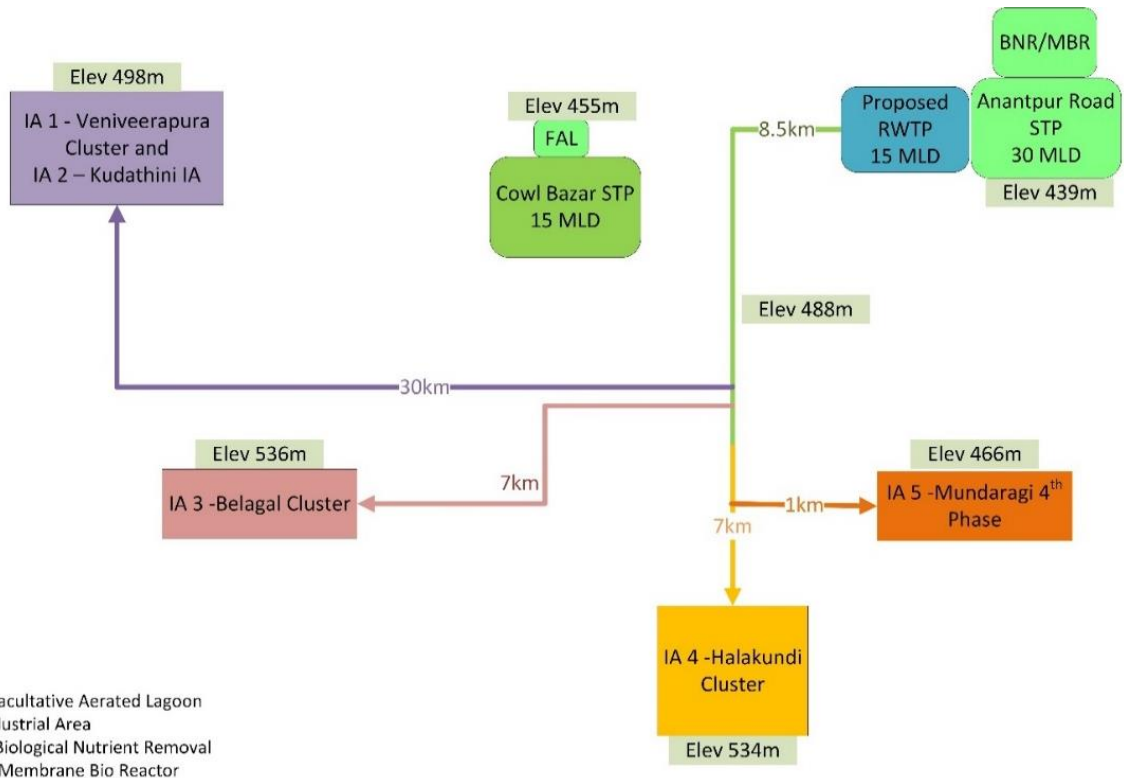 BNR/MBR
Elev 498m
IA 1 - Veniveerapura
Cluster and
IA 2 – Kudathini IA
Elev 455m
FAL
Cowl Bazar STP
15 MLD
8.5km
Proposed
RWTP
15 MLD
Anantpur Road
STP
30 MLD
Elev 439m
Elev 488m
30km
Elev 536m
IA 3 -Belagal Cluster
7km
Elev 466m
IA 5 -Mundaragi 4th
Phase
1km
7km
IA 4 -Halakundi
Cluster
Elev 534m
acultative Aerated Lagoon
dustrial Area
Biological Nutrient Removal
Membrane Bio Reactor